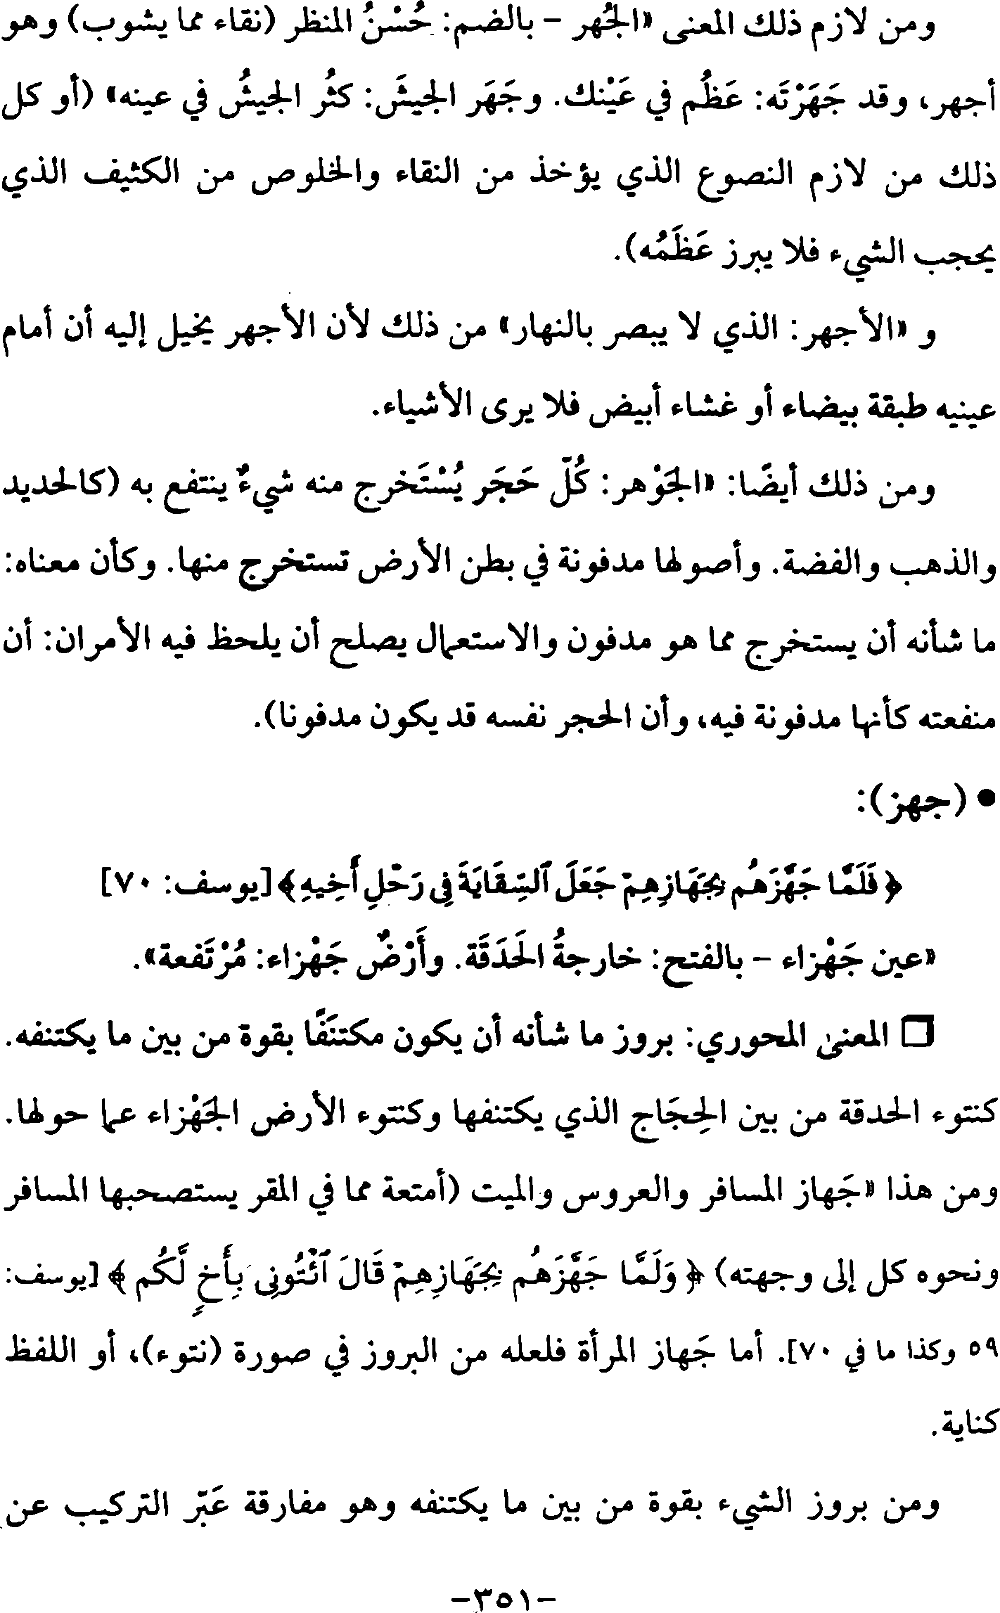 ومن لازم ذلك المعنى «الجُهر – بالضم: حُسْنُ المنظر (نقاء مما يشوب) وهو
أجهر، وقد جَهَرْتَه: عَظُم في عَيْنك. وجَهَر الجيشَ: كثُر الجيشُ في عينه» (أو كل
ذلك من لازم النصوع الذي يؤخذ من النقاء والخلوص من الكثيف الذي
يحجب الشيء فلا يبرز عَظَمُه).
و «الأجهر: الذي لا يبصر بالنهار» من ذلك لأن الأجهر يخيل إليه أن أمام
عينيه طبقة بيضاء أو غشاء أبيض فلا يرى الأشياء.
ومن ذلك أيضًا: «الجَوْهر: كُلّ حَجَر يُسْتَخرج منه شيءٌ ينتفع به (كالحديد
والذهب والفضة. وأصولها مدفونة في بطن الأرض تستخرج منها. وكأن معناه:
ما شأنه أن يستخرج مما هو مدفون والاستعمال يصلح أن يلحظ فيه الأمران: أن
منفعته كأنها مدفونة فيه، وأن الحجر نفسه قد يكون مدفونا).
● (جهز):
﴿ فَلَمَّا جَهَّزَهُم بِجَهَازِهِمْ جَعَلَ ٱلسِّقَايَةَ فِى رَحْلِ أَخِيهِ﴾ [يوسف: ٧٠]
«عين جَهْزاء – بالفتح: خارجةُ الحَدَقَة. وأَرْضٌ جَهْزاء: مُرْتَفعة».
❏ المعنى المحوري: بروز ما شأنه أن يكون مكتنَفًا بقوة من بين ما يكتنفه.
كنتوء الحدقة من بين الحِجَاج الذي يكتنفها وكنتوء الأرض الجَهْزاء عما حولها.
ومن هذا «جَهاز المسافر والعروس والميت (أمتعة مما في المقر يستصحبها المسافر
ونحوه كل إلى وجهته) ﴿ وَلَمَّا جَهَّزَهُم بِجَهَازِهِمْ قَالَ ٱئْتُونِى بِأَخٍ لَّكُم ﴾ [يوسف:
٥٩ وكذا ما في ٧٠]. أما جَهاز المرأة فلعله من البروز في صورة (نتوء)، أو اللفظ
كناية.
ومن بروز الشيء بقوة من بين ما يكتنفه وهو مفارقة عَبّر التركيب عن
-٣٥١-